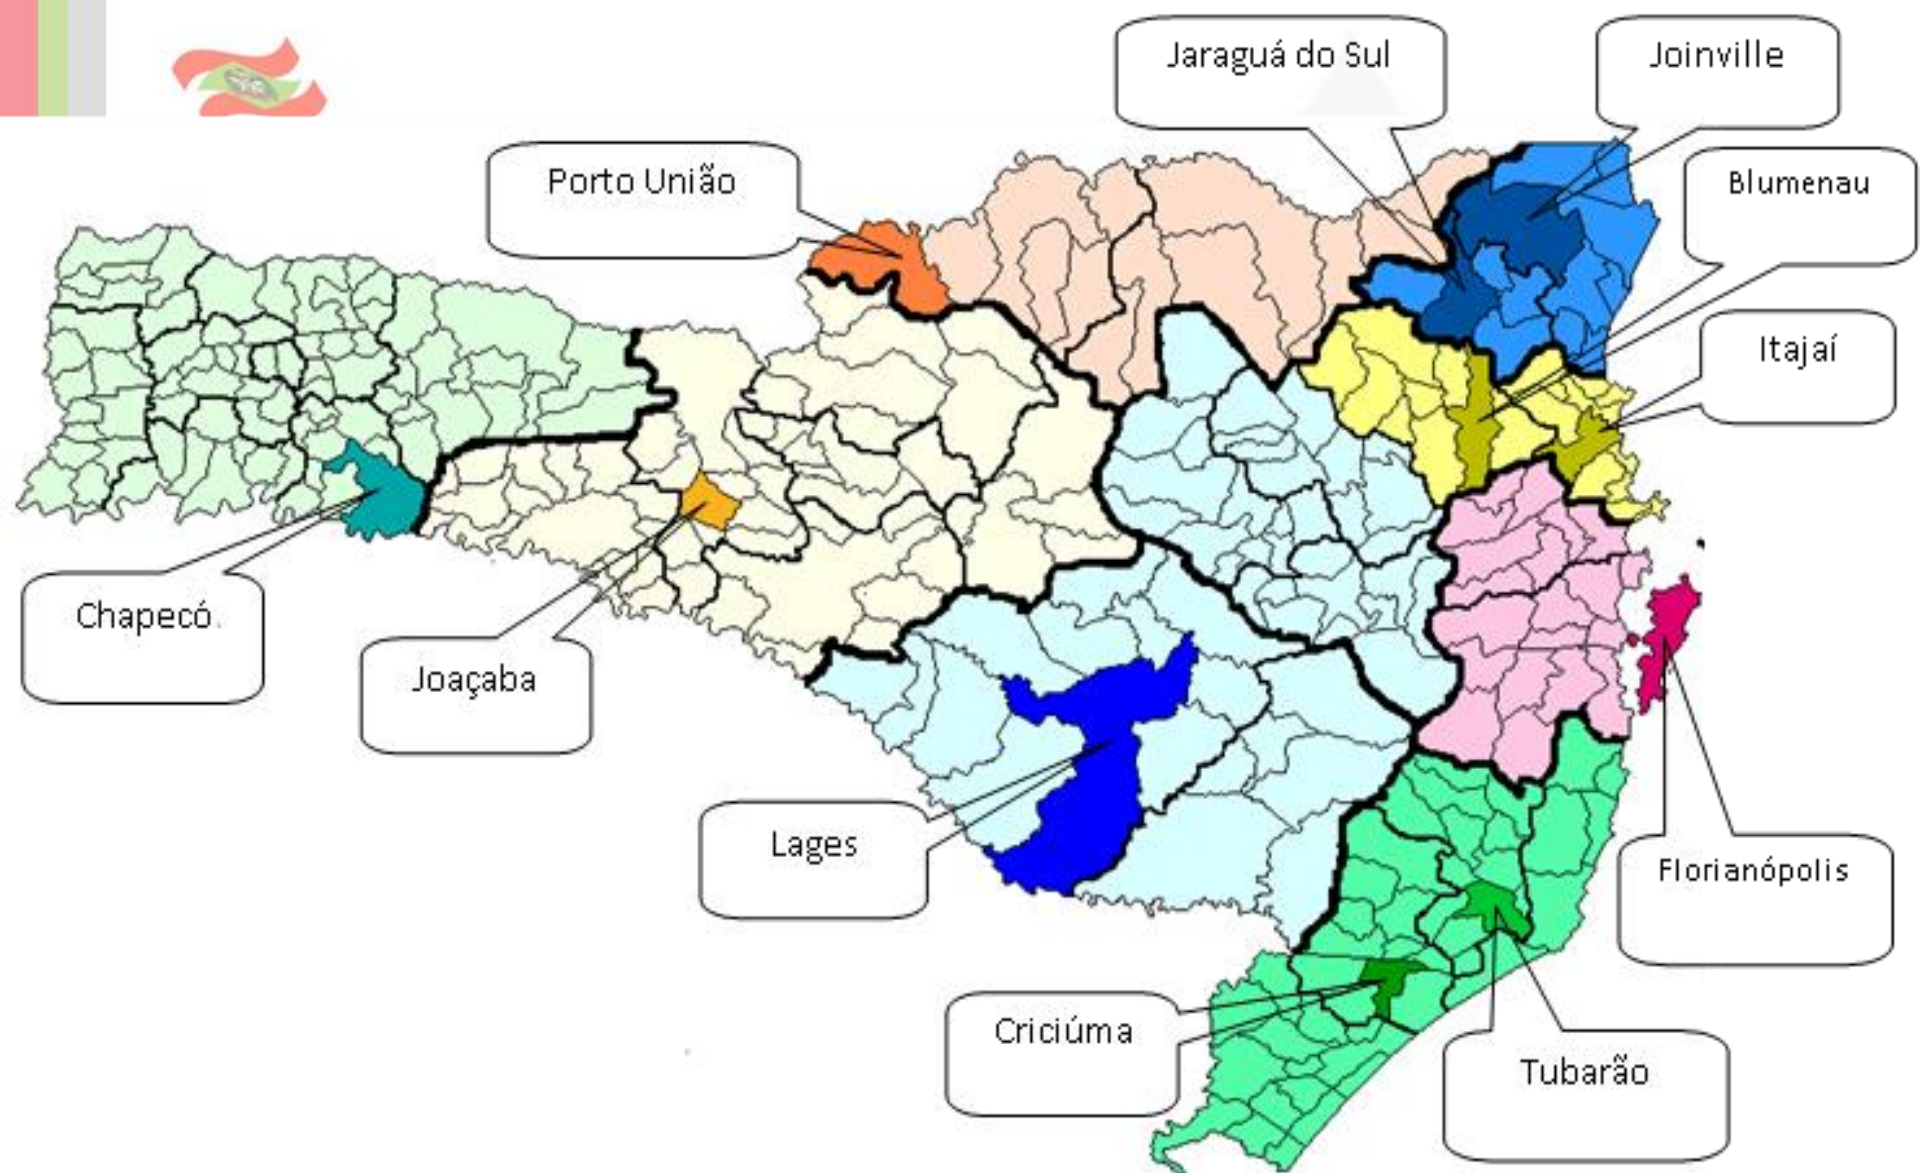 Jaraguá do Sul
Joinville
Porto União
Blumenau
Itajaí
Chapecó.
Joaçaba
Lages
Florianópolis
Criciúma
Tubarão